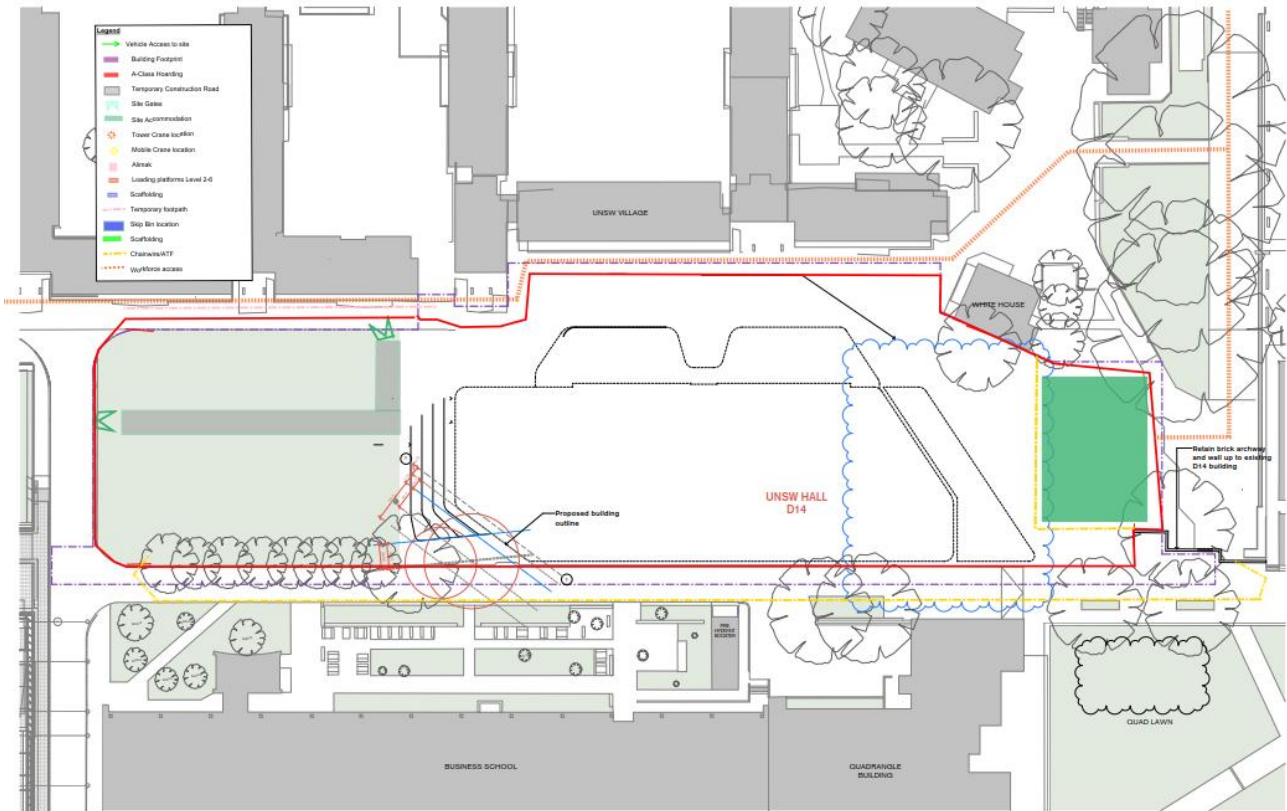 Legend
Vehicle Access to site
Building Footprint
A-Class Hoarding
Temporary Construction Road
Site Gates
Site Accommodation
Tower Crane location
Mobile Crane location
Alimak
Loading platforms Level 2-6
Scaffolding
Temporary footpath
Skip Bin location
Scaffolding
Chainwire/ATF
Workforce access
UNSW VILLAGE
WHITE HOUSE
Retain brick archway
and wall up to existing
D14 building
UNSW HALL
D14
Proposed building
outline
FIRE
HYDRANT
BOOSTER
QUAD LAWN
BUSINESS SCHOOL
QUADRANGLE
BUILDING